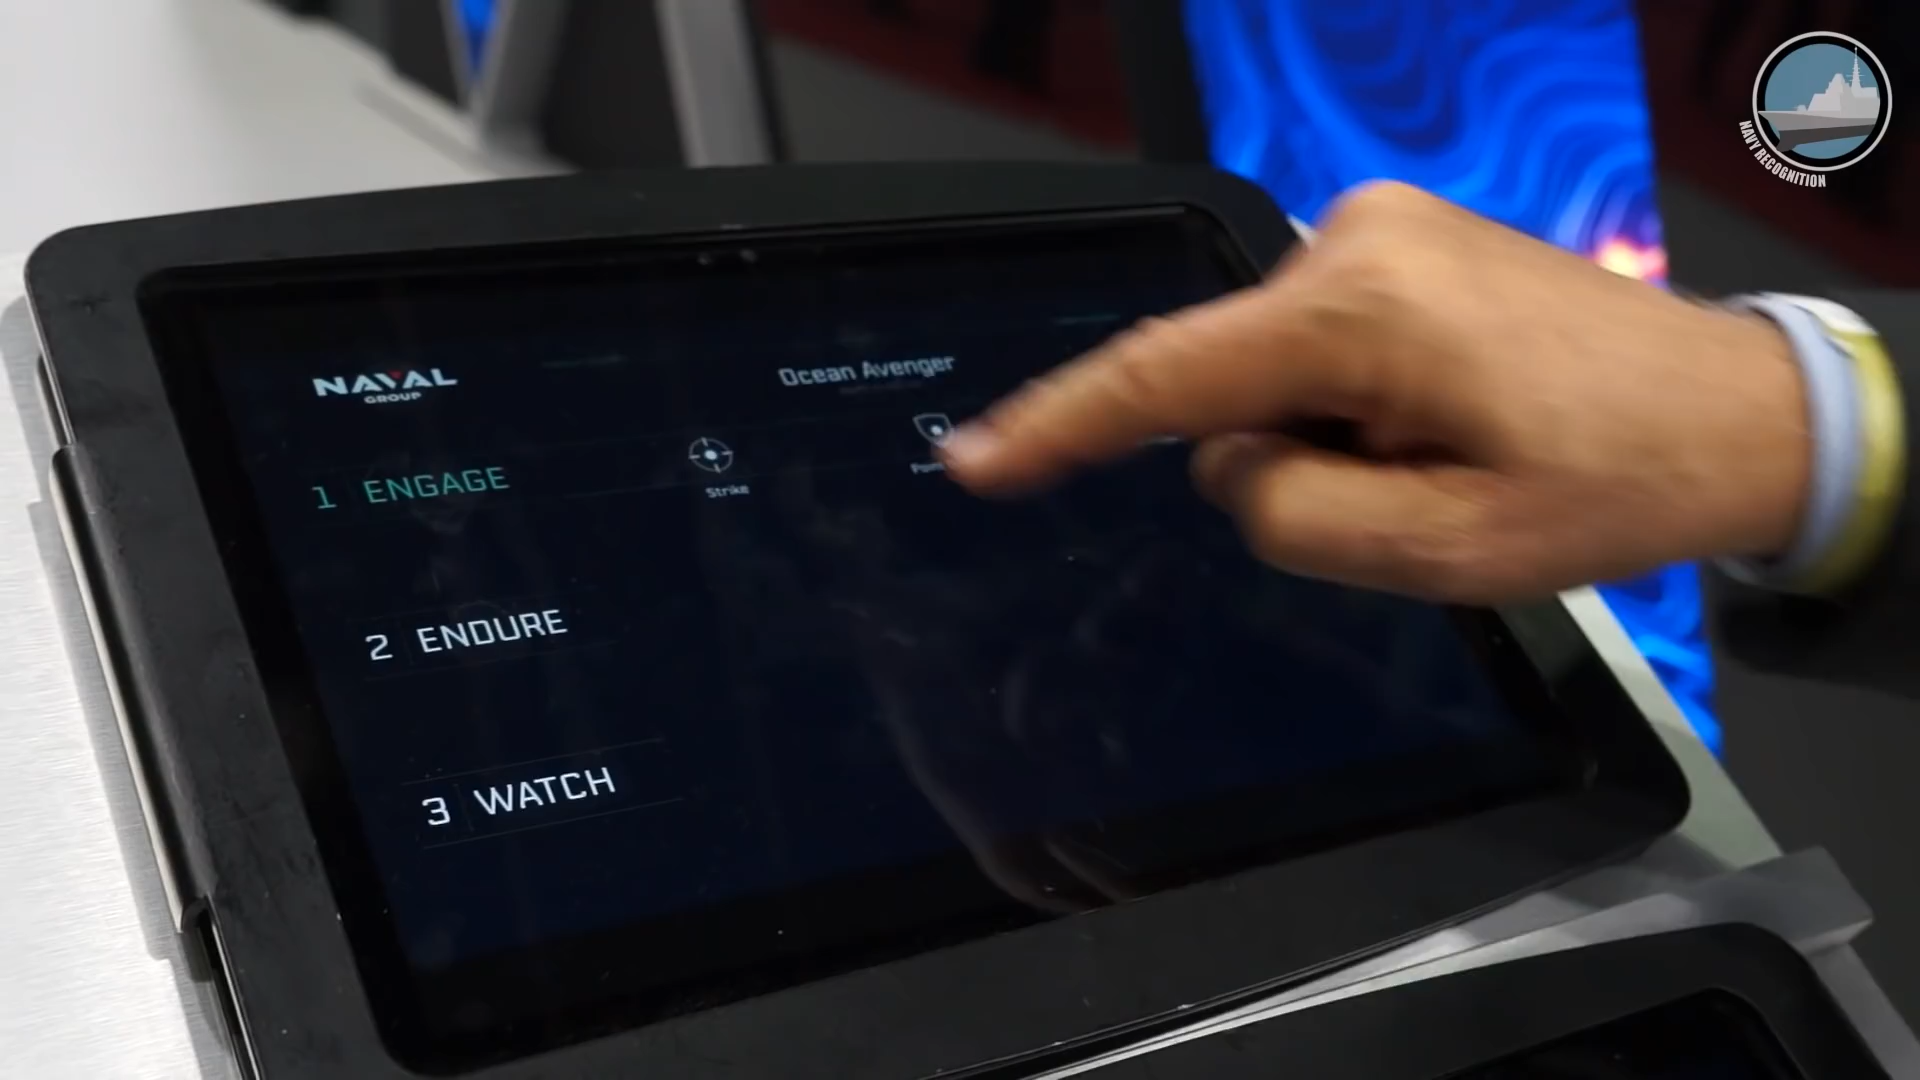 NAVY RECOGNITION
NAVAL
GROUP
Ocean Avenger
1 ENGAGE
Strike
2 ENDURE
3 WATCH